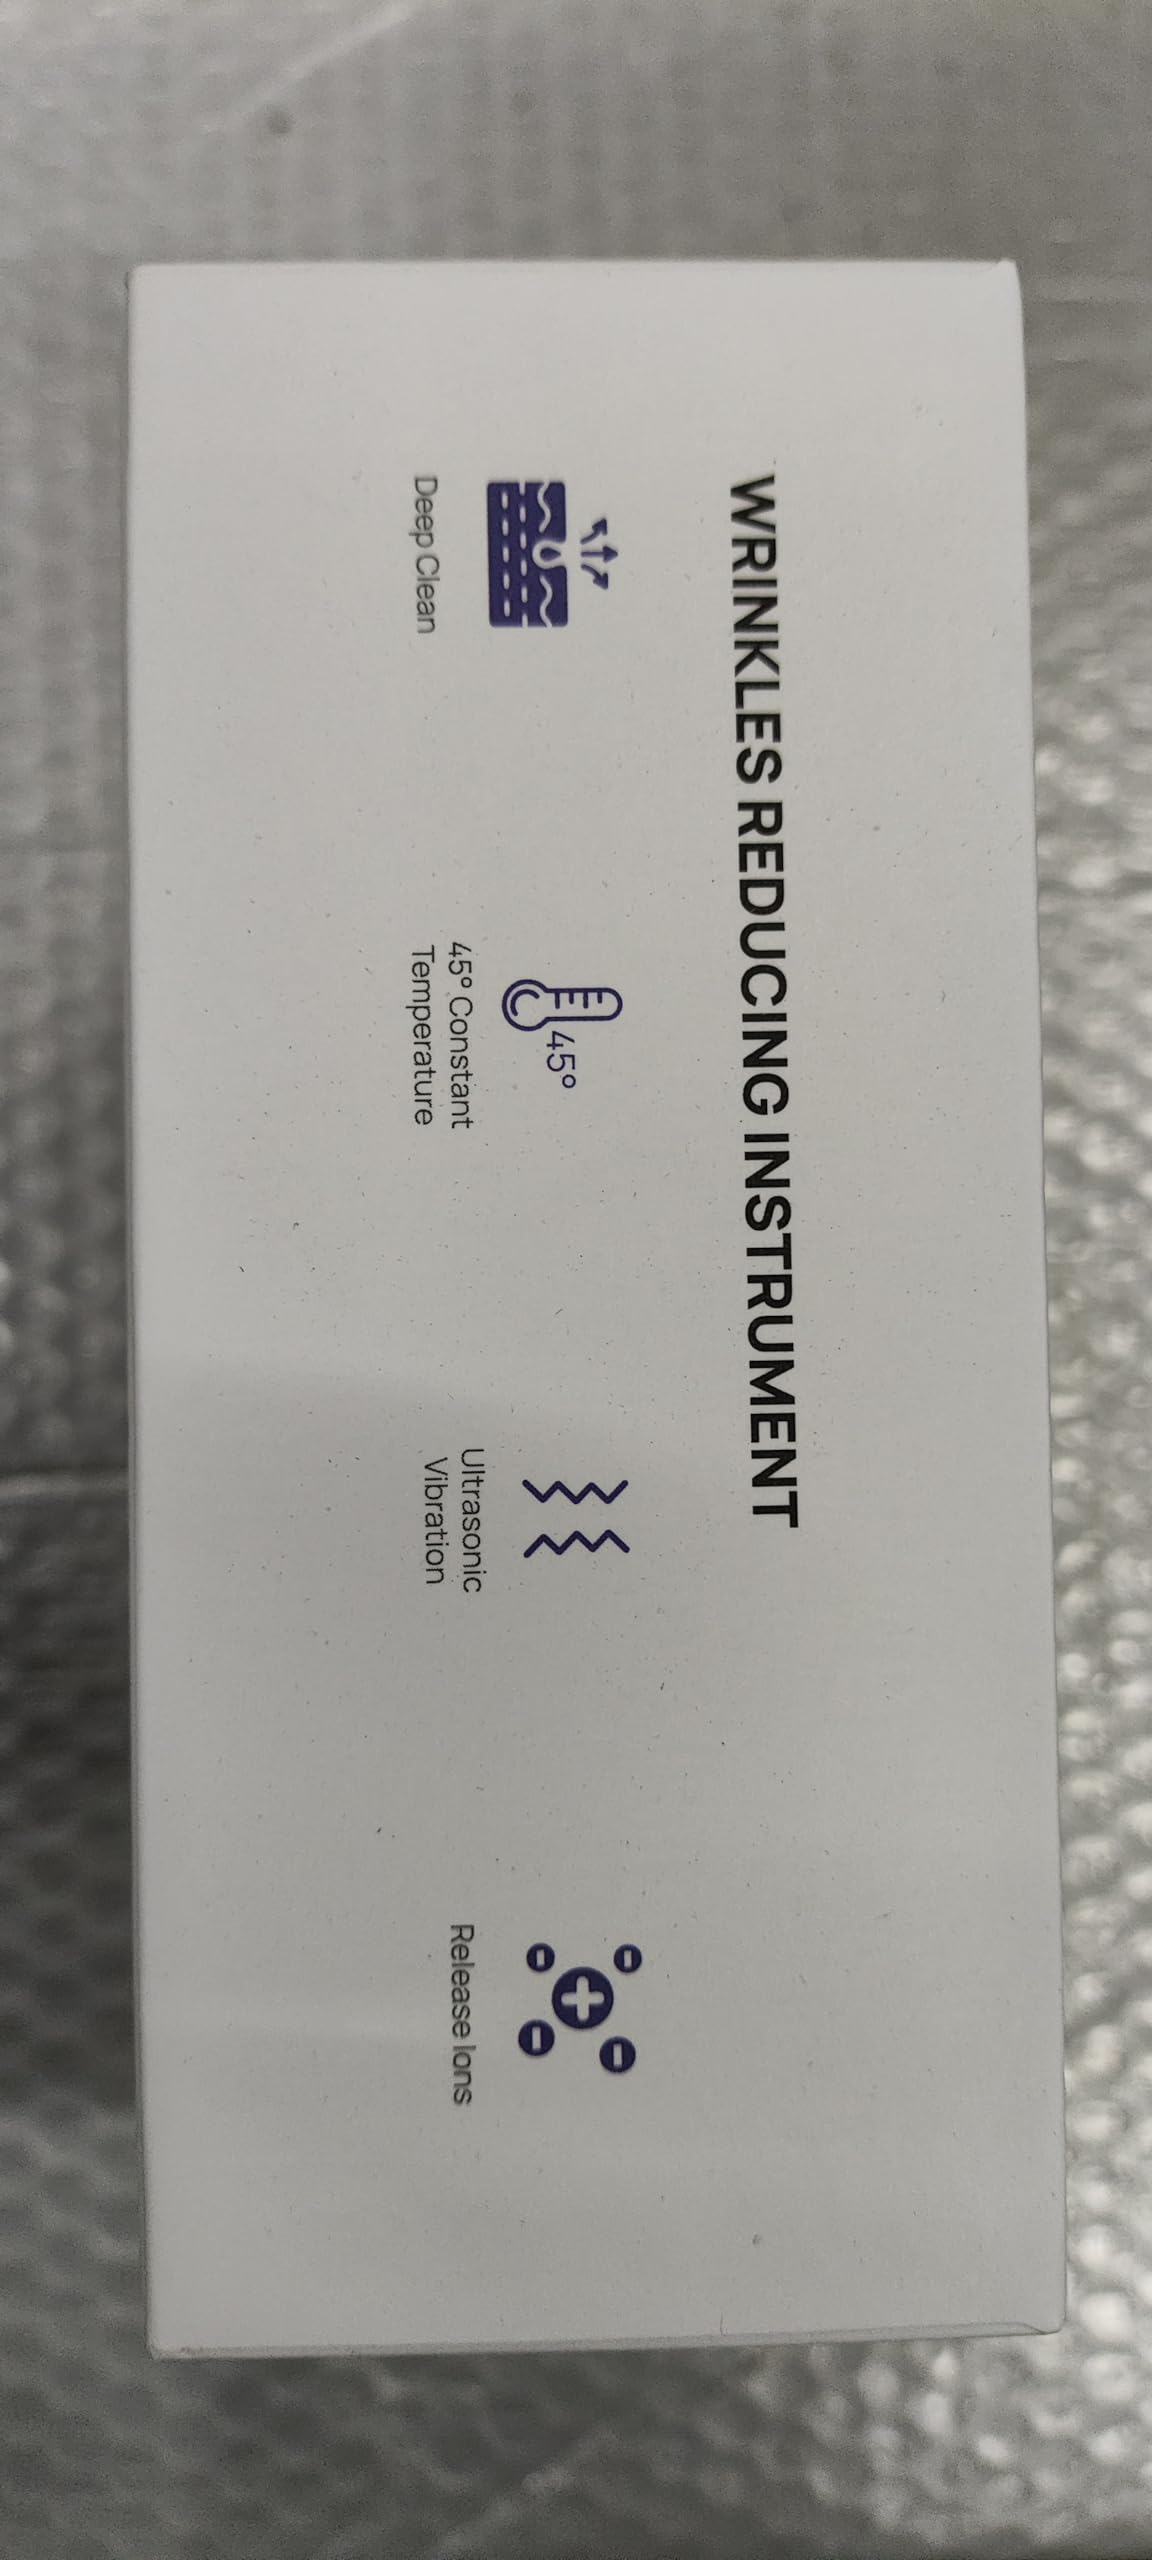 WRINKLES REDUCING INSTRUMENT
Deep Clean
45°
45° Constant
Temperature
Ultrasonic
Vibration
Release Ions